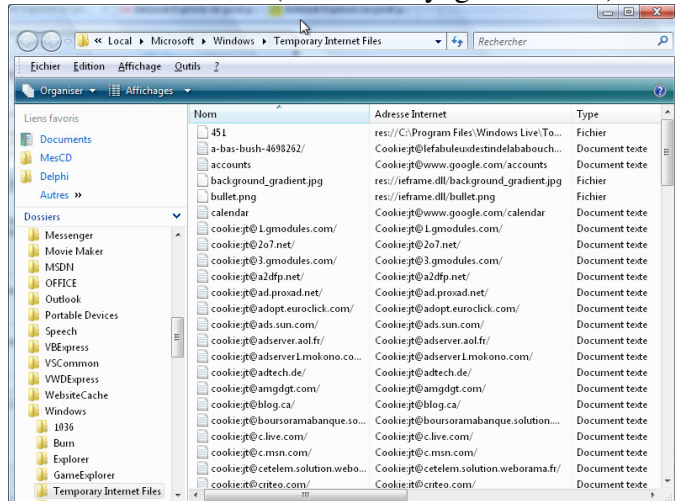 « Local ▸ Microsoft ▸ Windows ▸ Temporary Internet Files
Rechercher
Eichier Edition Affichage Outils ?
Organiser Affichages
Liens favoris
Documents
MesCD
Delphi
Autres »
Dossiers
Messenger
Movie Maker
MSDN
OFFICE
Outlook
Portable Devices
Speech
VBExpress
VSCommon
VWDExpress
WebsiteCache
Windows
1036
Burn
Explorer
GameExplorer
Temporary Internet Files
Nom Adresse Internet Type
451 res://C:\Program Files\Windows Live\To... Fichier
a-bas-bush-4698262/ Cookie:jt@lefabuleuxdestindelababouch... Document texte
accounts Cookie:jt@www.google.com/accounts Document texte
background_gradient.jpg res://ieframe.dll/background_gradient.jpg Fichier
bullet.png res://ieframe.dll/bullet.png Fichier
calendar Cookie:jt@www.google.com/calendar Document texte
cookie:jt@1.gmodules.com/ Cookie:jt@1.gmodules.com/ Document texte
cookie:jt@2o7.net/ Cookie:jt@2o7.net/ Document texte
cookie:jt@3.gmodules.com/ Cookie:jt@3.gmodules.com/ Document texte
cookie:jt@a2dfp.net/ Cookie:jt@a2dfp.net/ Document texte
cookie:jt@ad.proxad.net/ Cookie:jt@ad.proxad.net/ Document texte
cookie:jt@adopt.euroclick.com/ Cookie:jt@adopt.euroclick.com/ Document texte
cookie:jt@ads.sun.com/ Cookie:jt@ads.sun.com/ Document texte
cookie:jt@adserver.aol.fr/ Cookie:jt@adserver.aol.fr/ Document texte
cookie:jt@adserver1.mokono.co... Cookie:jt@adserver1.mokono.com/ Document texte
cookie:jt@adtech.de/ Cookie:jt@adtech.de/ Document texte
cookie:jt@amgdgt.com/ Cookie:jt@amgdgt.com/ Document texte
cookie:jt@blog.ca/ Cookie:jt@blog.ca/ Document texte
cookie:jt@boursoramabanque.so... Cookie:jt@boursoramabanque.solution.... Document texte
cookie:jt@c.live.com/ Cookie:jt@c.live.com/ Document texte
cookie:jt@c.msn.com/ Cookie:jt@c.msn.com/ Document texte
cookie:jt@cetelem.solution.webo... Cookie:jt@cetelem.solution.weborama.fr/ Document texte
cookie:jt@criteo.com/ Cookie:jt@criteo.com/ Document texte